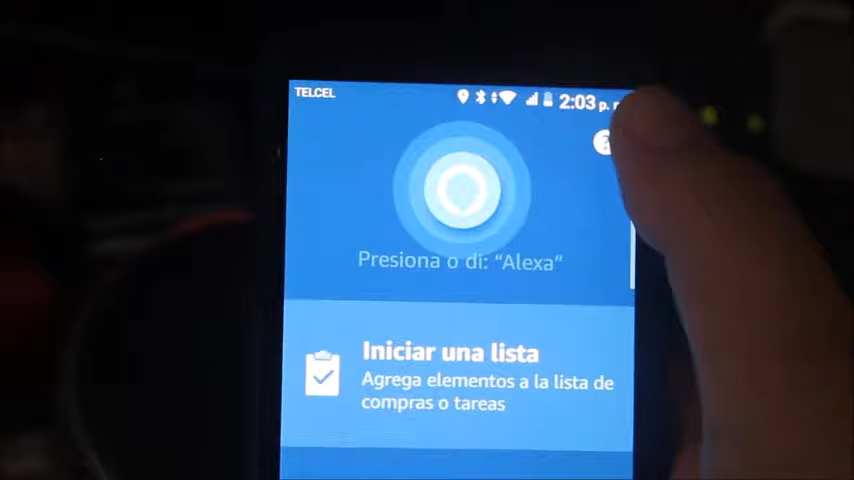 TELCEL
2:03 p.
?
Presiona o di: “Alexa”
Iniciar una lista
Agrega elementos a la lista de
compras o tareas